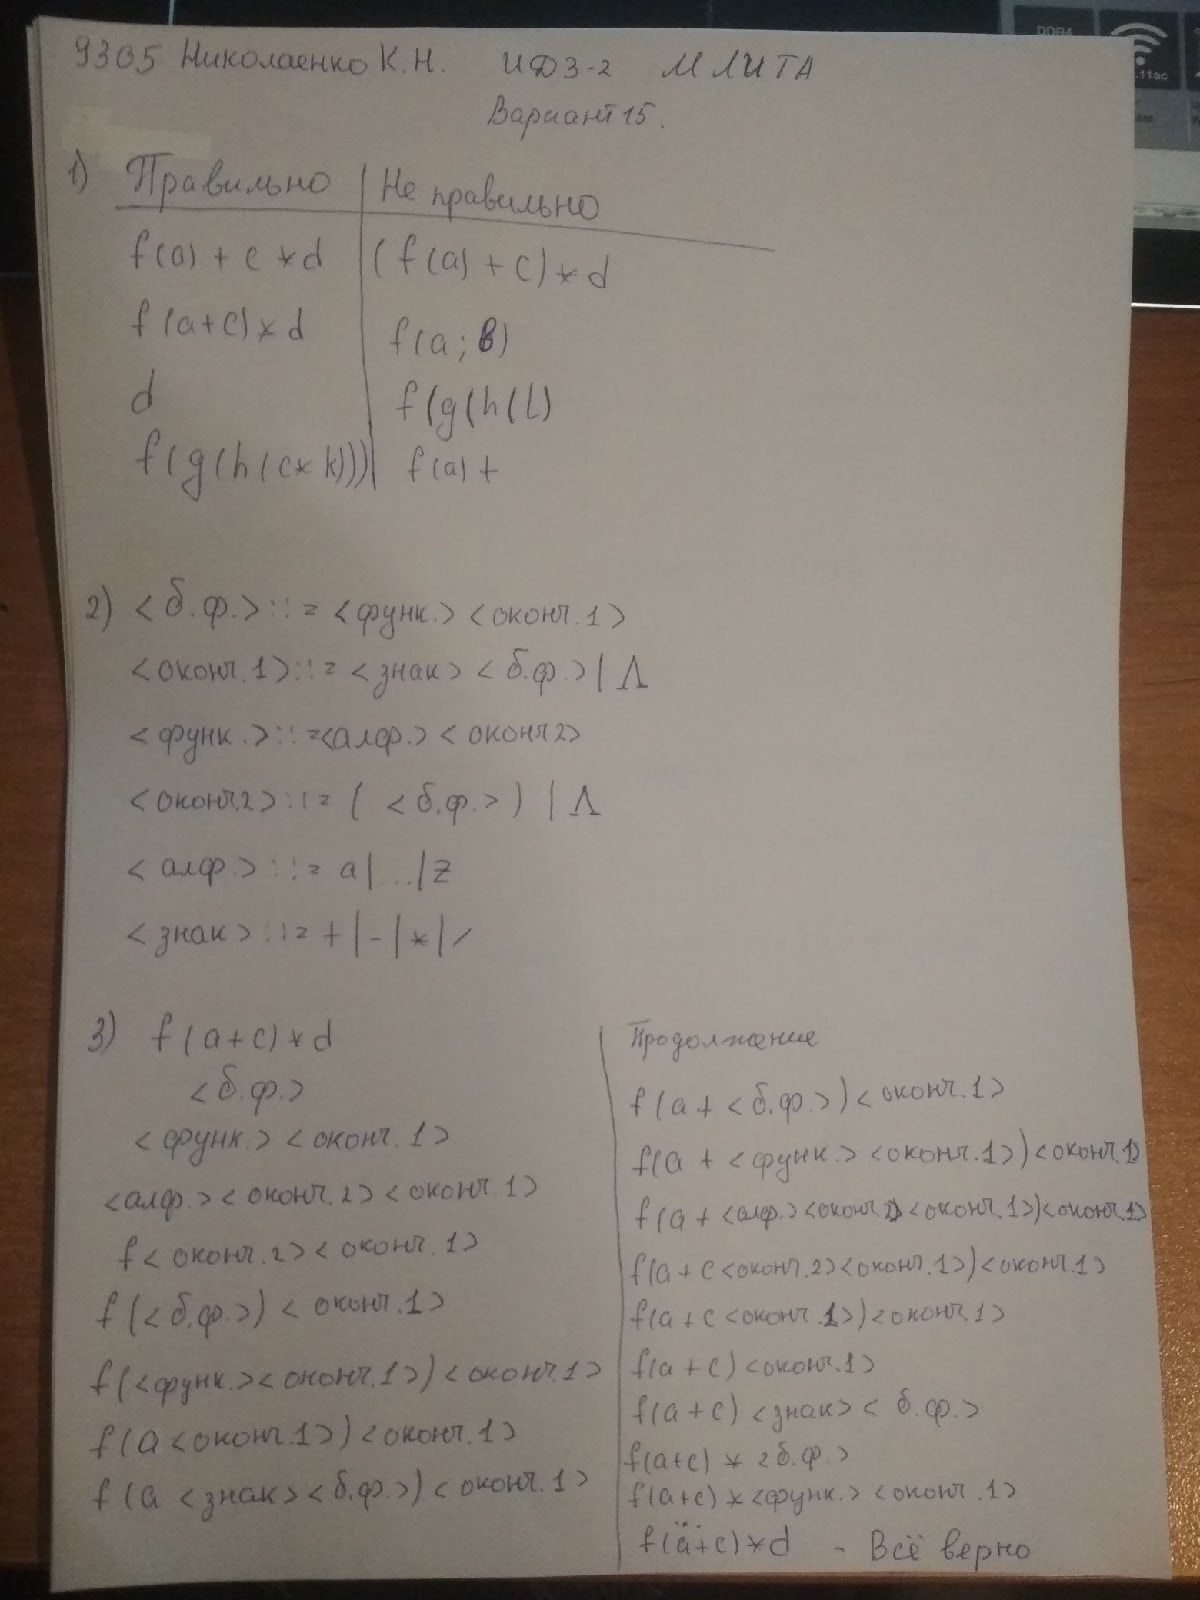 9305 Николаенко К.Н. ИДЗ-2 МЛИТА
Вариант 15.
1) Правильно | Не правильно
f(a) + c * d | (f(a) + c) * d
f(a+c) * d | f(a; в)
d | f(g(h(l)
f(g(h(c*k))) | f(a) +
2) <б.ф.> ::= <функ.> <оконч.1>
<оконч.1> ::= <знак> <б.ф.> | Λ
<функ.> ::= <алф.> <оконч2>
<оконч.2> ::= ( <б.ф.> ) | Λ
<алф.> ::= a|...|z
<знак> ::= +|-|*|/
3) f(a+c) * d
<б.ф.>
<функ.> <оконч.1>
<алф.> <оконч.2> <оконч.1>
f <оконч.2> <оконч.1>
f(<б.ф.>) <оконч.1>
f(<функ.><оконч.1>) <оконч.1>
f(a <оконч.1>) <оконч.1>
f(a <знак> <б.ф.>) <оконч.1>
Продолжение
f(a + <б.ф.>) <оконч.1>
f(a + <функ.> <оконч.1>) <оконч.1>
f(a + <алф.> <оконч.2> <оконч.1>) <оконч.1>
f(a + c <оконч.2> <оконч.1>) <оконч.1>
f(a + c <оконч.1>) <оконч.1>
f(a + c) <оконч.1>
f(a + c) <знак> <б.ф.>
f(a+c) * <б.ф.>
f(a+c) * <функ.> <оконч.1>
f(a+c) * d - Всё верно
DDR4
11ac